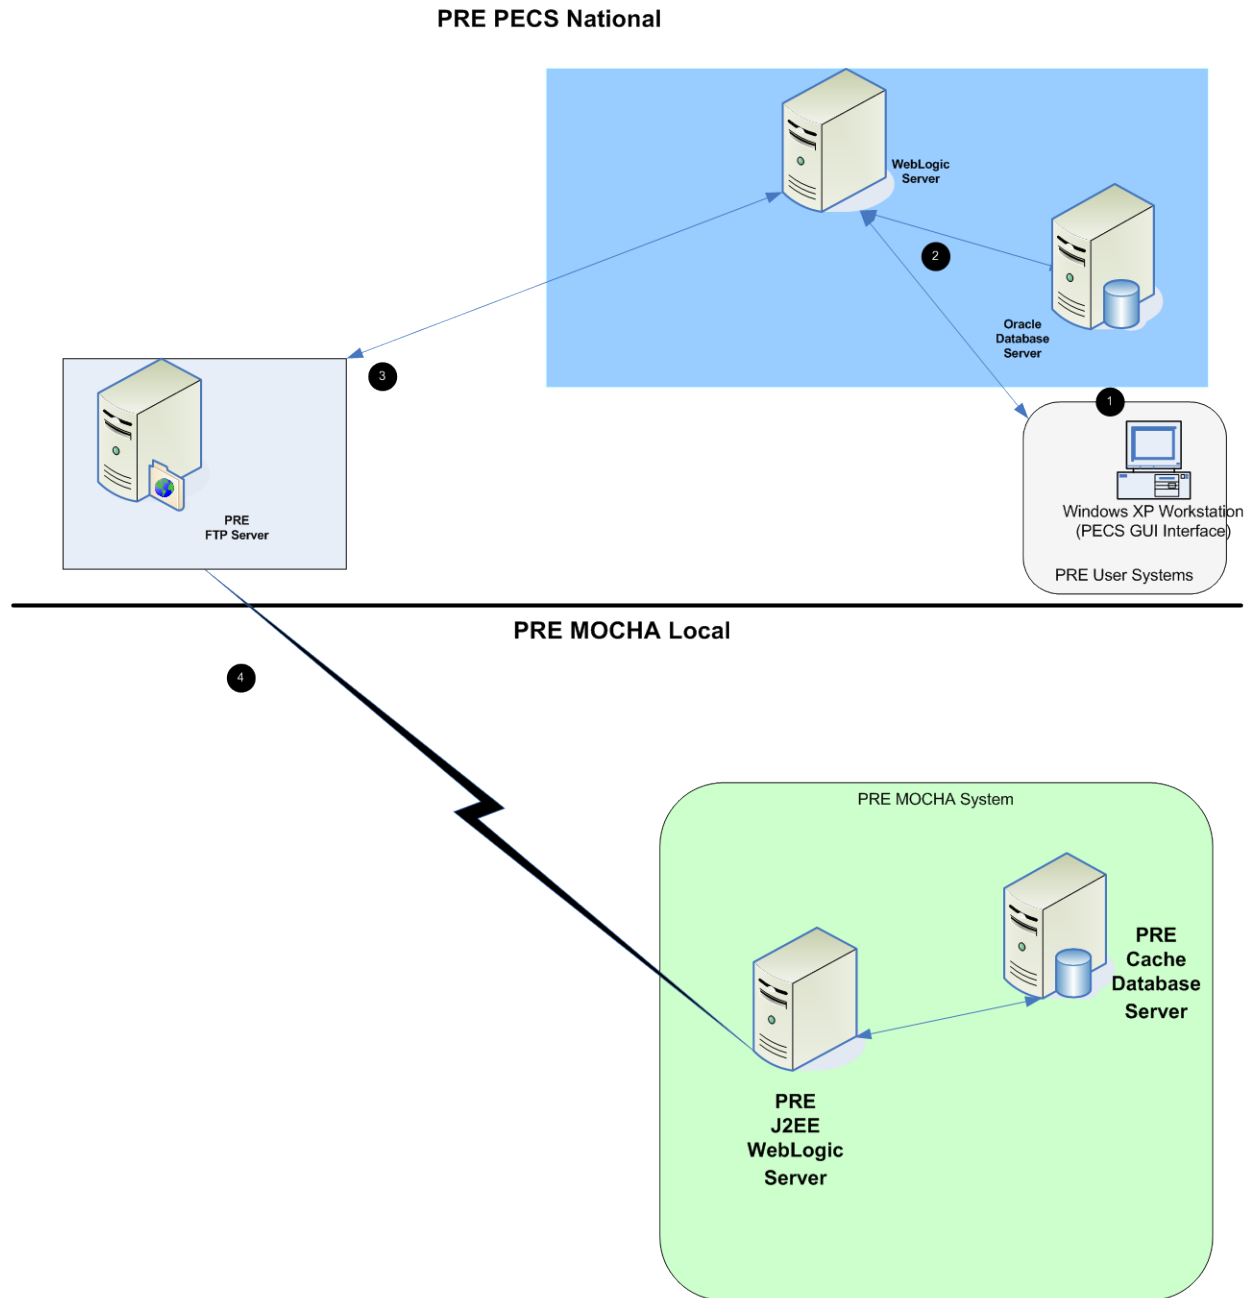 PRE PECS National
WebLogic
Server
2
Oracle
Database
Server
3
1
PRE
FTP Server
Windows XP Workstation
(PECS GUI Interface)
PRE User Systems
PRE MOCHA Local
4
PRE MOCHA System
PRE
Cache
Database
Server
PRE
J2EE
WebLogic
Server